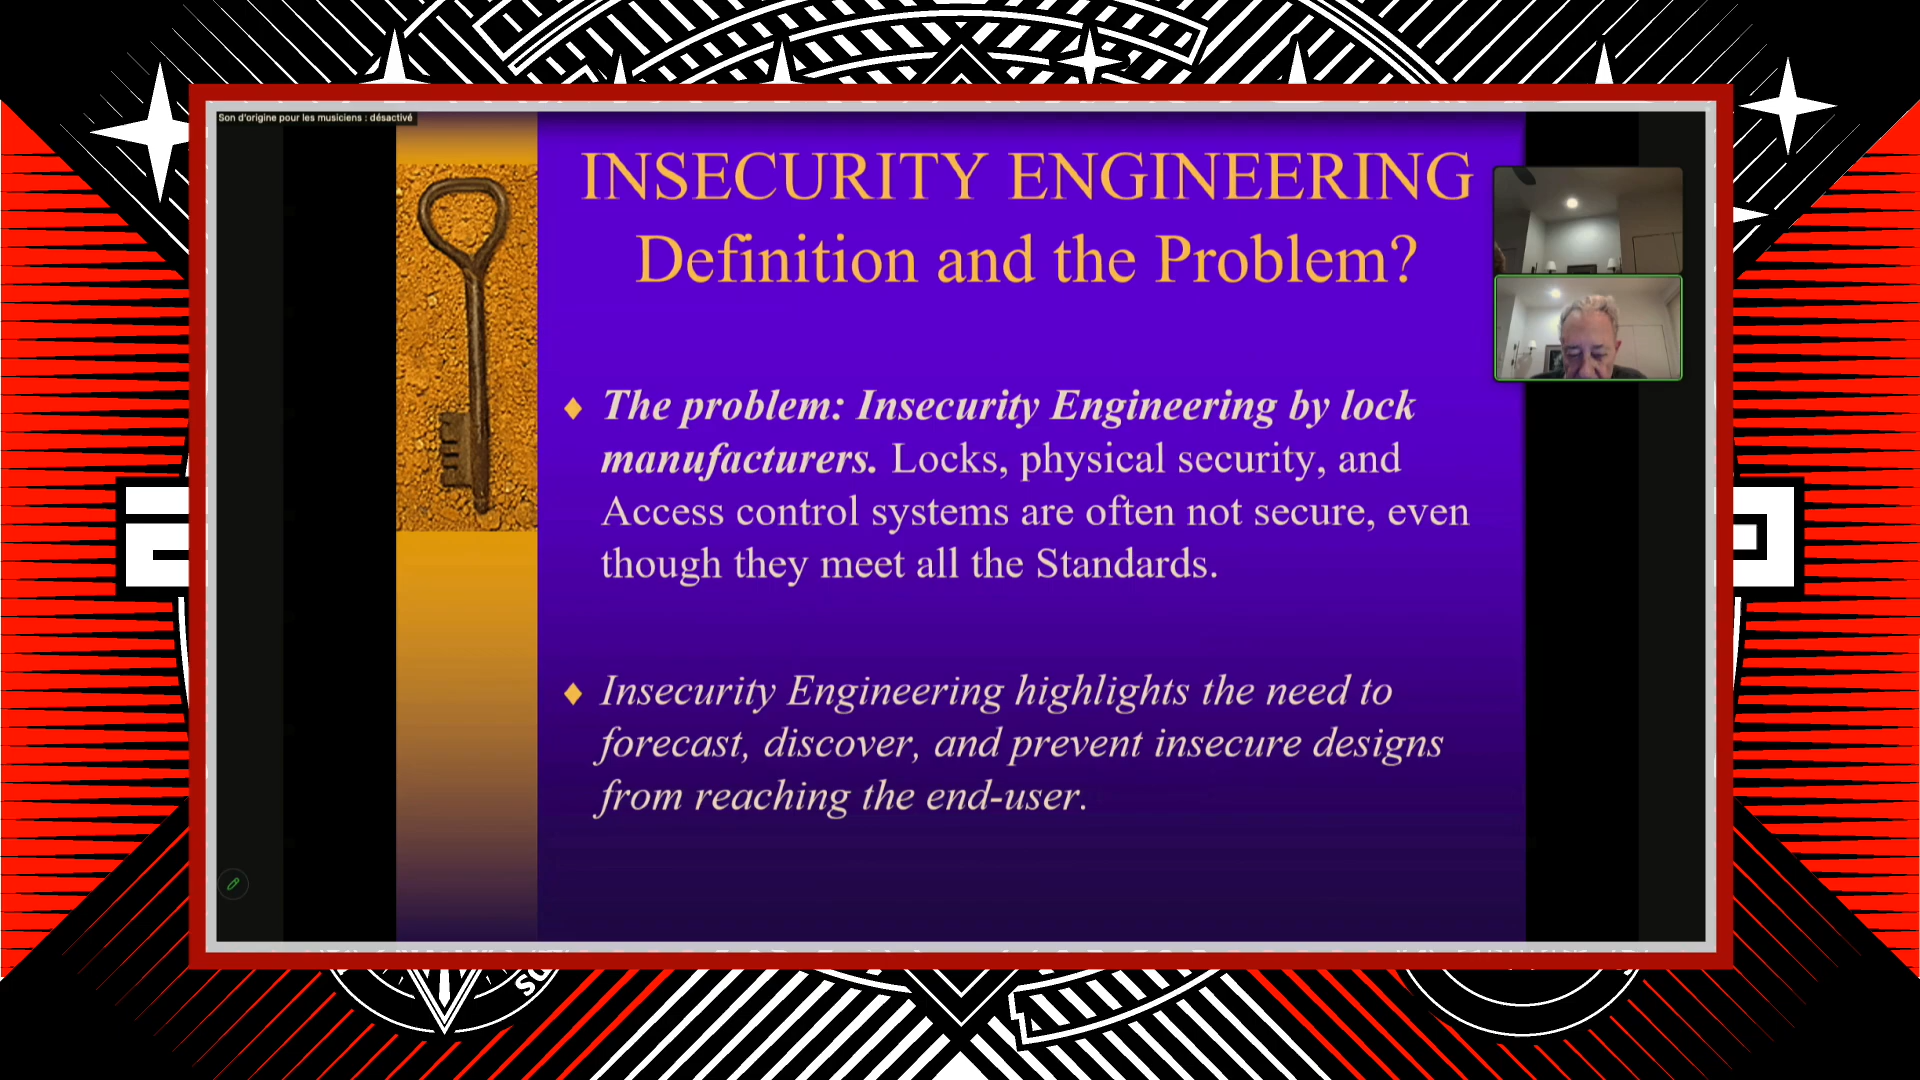 Son d'origine pour les musiciens : désactivé
INSECURITY ENGINEERING
Definition and the Problem?
The problem: Insecurity Engineering by lock
manufacturers. Locks, physical security, and
Access control systems are often not secure, even
though they meet all the Standards.
Insecurity Engineering highlights the need to
forecast, discover, and prevent insecure designs
from reaching the end-user.